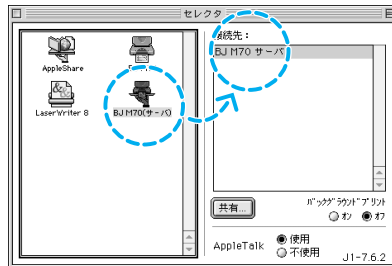 セレクタ
AppleShare
LaserWriter 8
BJ M70(サーバ)
接続先：
BJ M70 サーバ
共有...
バックグラウンドプリント
オン
オフ
AppleTalk
使用
不使用
J1-7.6.2